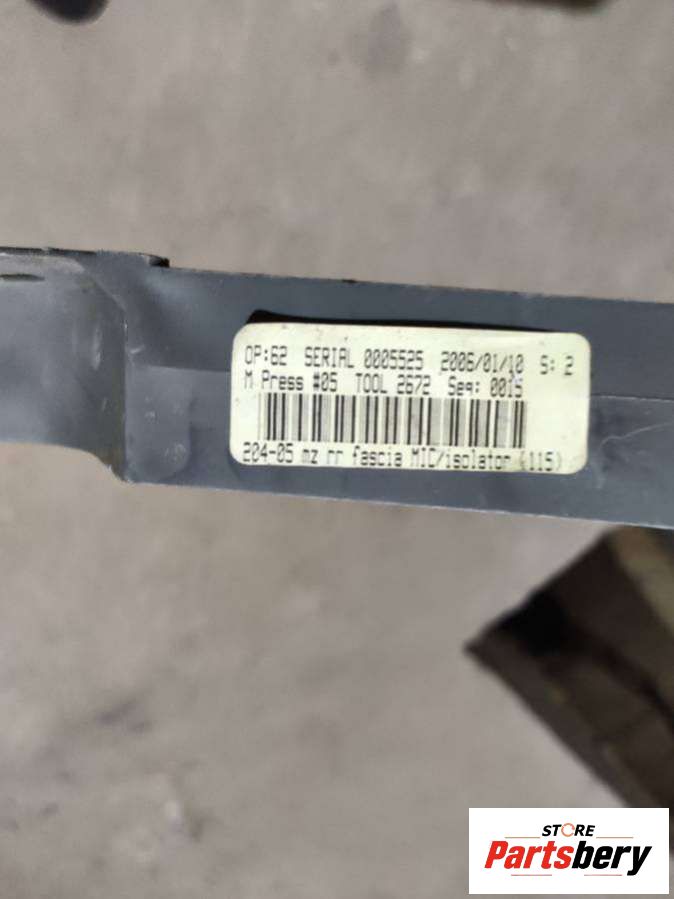 OP:62 SERIAL 0005525 2006/01/10 S: 2
M Press #05 TOOL 2672 Seq: 0015
204-05 mz rr fascia MIC/isolator (115)
STORE
Partsbery